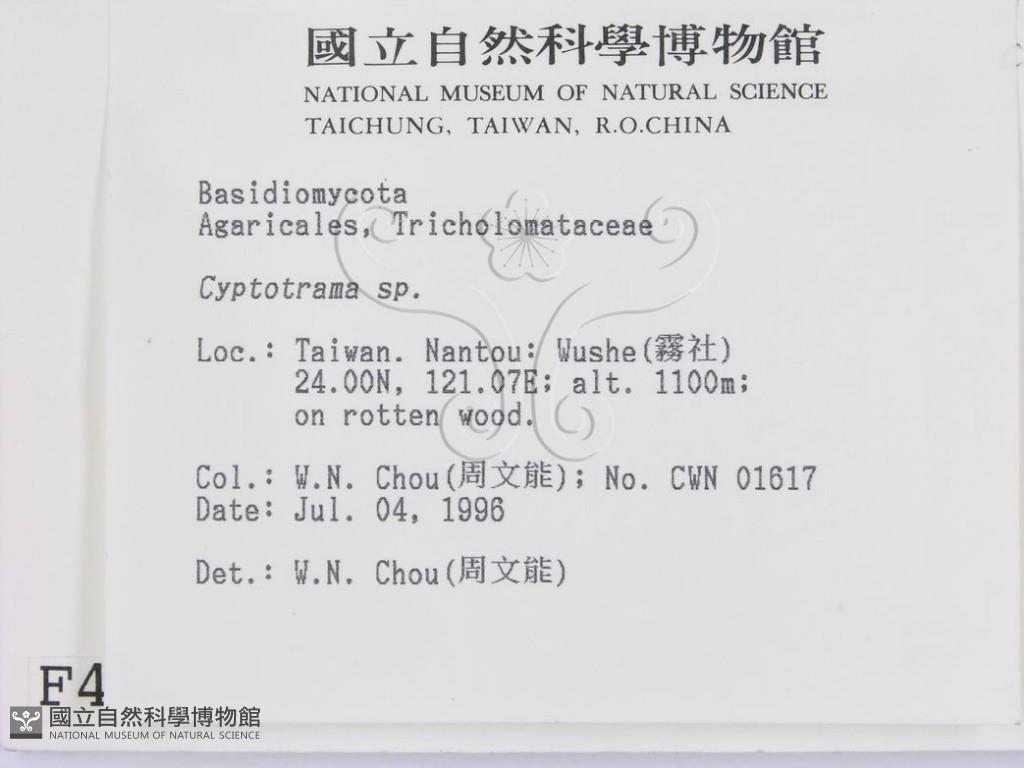 國立自然科學博物館
NATIONAL MUSEUM OF NATURAL SCIENCE
TAICHUNG, TAIWAN, R.O.CHINA
Basidiomycota
Agaricales, Tricholomataceae
Cyptotrama sp.
Loc.: Taiwan. Nantou: Wushe(霧社)
24.00N, 121.07E; alt. 1100m;
on rotten wood.
Col.: W.N. Chou(周文能); No. CWN 01617
Date: Jul. 04, 1996
Det.: W.N. Chou(周文能)
F4
國立自然科學博物館
NATIONAL MUSEUM OF NATURAL SCIENCE